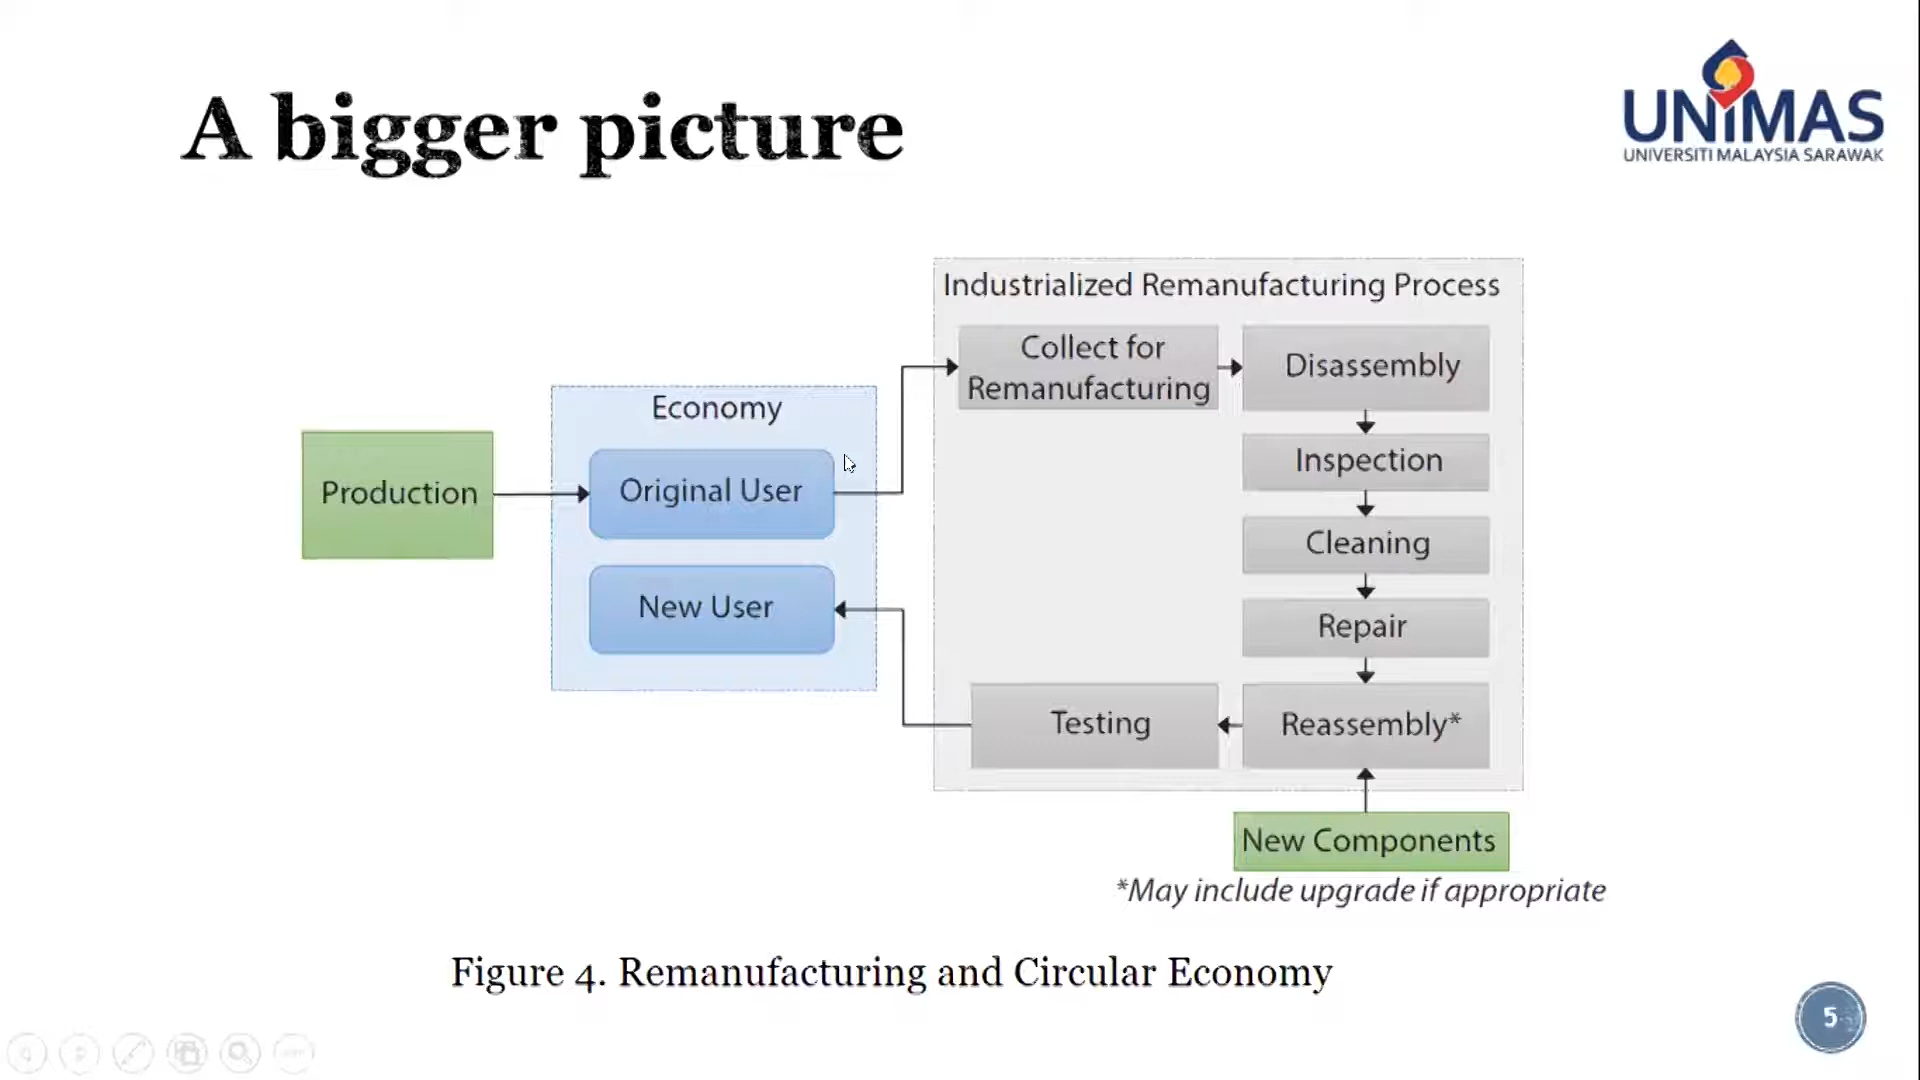 A bigger picture
UNIMAS
UNIVERSITI MALAYSIA SARAWAK
Industrialized Remanufacturing Process
Collect for
Remanufacturing
Disassembly
Economy
Production
Original User
Inspection
Cleaning
New User
Repair
Testing
Reassembly*
New Components
*May include upgrade if appropriate
Figure 4. Remanufacturing and Circular Economy
5